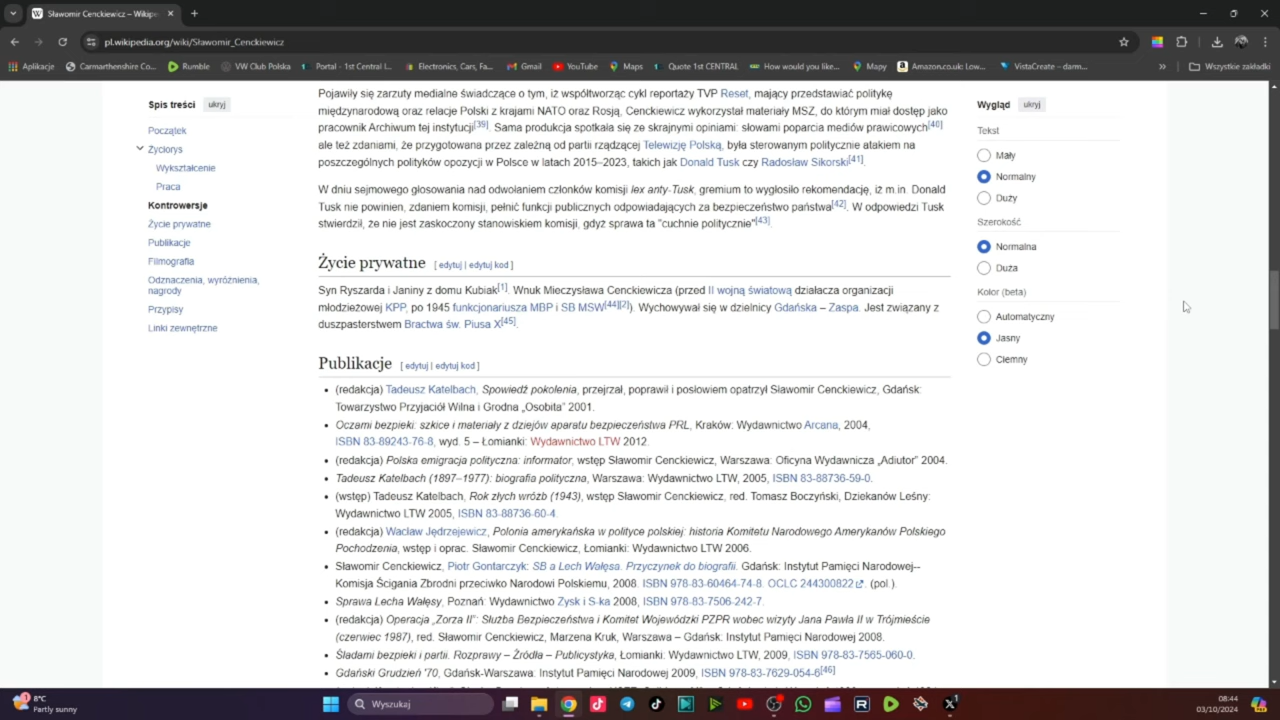 Sławomir Cenckiewicz – Wikipe
pl.wikipedia.org/wiki/Sławomir_Cenckiewicz
Aplikacje
Carmarthenshire Co...
Rumble
VW Club Polska
Portal - 1st Central I...
Electronics, Cars, Fa...
Gmail
YouTube
Maps
Quote 1st CENTRAL
How would you like...
Mapy
Amazon.co.uk: Low...
VistaCreate – darm...
Wszystkie zakładki
Spis treści ukryj
Początek
Życiorys
Wykształcenie
Praca
Kontrowersje
Życie prywatne
Publikacje
Filmografia
Odznaczenia, wyróżnienia,
nagrody
Przypisy
Linki zewnętrzne
Pojawiły się zarzuty medialne świadczące o tym, iż współtworząc cykl reportaży TVP Reset, mający przedstawiać politykę
międzynarodową oraz relacje Polski z krajami NATO oraz Rosją, Cenckiewicz wykorzystał materiały MSZ, do którym miał dostęp jako
pracownik Archiwum tej instytucji[39]. Sama produkcja spotkała się ze skrajnymi opiniami: słowami poparcia mediów prawicowych[40]
ale też zdaniami, że przygotowana przez zależną od partii rządzącej Telewizję Polską, była sterowanym politycznie atakiem na
poszczególnych polityków opozycji w Polsce w latach 2015–2023, takich jak Donald Tusk czy Radosław Sikorski[41].
W dniu sejmowego głosowania nad odwołaniem członków komisji lex anty-Tusk, gremium to wygłosiło rekomendację, iż m.in. Donald
Tusk nie powinien, zdaniem komisji, pełnić funkcji publicznych odpowiadających za bezpieczeństwo państwa[42]. W odpowiedzi Tusk
stwierdził, że nie jest zaskoczony stanowiskiem komisji, gdyż sprawa ta "cuchnie politycznie"[43].
Życie prywatne [ edytuj | edytuj kod ]
Syn Ryszarda i Janiny z domu Kubiak[1]. Wnuk Mieczysława Cenckiewicza (przed II wojną światową działacza organizacji
młodzieżowej KPP, po 1945 funkcjonariusza MBP i SB MSW[44][2]). Wychowywał się w dzielnicy Gdańska – Zaspa. Jest związany z
duszpasterstwem Bractwa św. Piusa X[45].
Publikacje [ edytuj | edytuj kod ]
(redakcja) Tadeusz Katelbach, Spowiedź pokolenia, przejrzał, poprawił i posłowiem opatrzył Sławomir Cenckiewicz, Gdańsk:
Towarzystwo Przyjaciół Wilna i Grodna „Osobita” 2001.
Oczami bezpieki: szkice i materiały z dziejów aparatu bezpieczeństwa PRL, Kraków: Wydawnictwo Arcana, 2004,
ISBN 83-89243-76-8, wyd. 5 – Łomianki: Wydawnictwo LTW 2012.
(redakcja) Polska emigracja polityczna: informator, wstęp Sławomir Cenckiewicz, Warszawa: Oficyna Wydawnicza „Adiutor” 2004.
Tadeusz Katelbach (1897–1977): biografia polityczna, Warszawa: Wydawnictwo LTW, 2005, ISBN 83-88736-59-0.
(wstęp) Tadeusz Katelbach, Rok złych wróżb (1943), wstęp Sławomir Cenckiewicz, red. Tomasz Boczyński, Dziekanów Leśny:
Wydawnictwo LTW 2005, ISBN 83-88736-60-4.
(redakcja) Wacław Jędrzejewicz, Polonia amerykańska w polityce polskiej: historia Komitetu Narodowego Amerykanów Polskiego
Pochodzenia, wstęp i oprac. Sławomir Cenckiewicz, Łomianki: Wydawnictwo LTW 2006.
Sławomir Cenckiewicz, Piotr Gontarczyk: SB a Lech Wałęsa. Przyczynek do biografii. Gdańsk: Instytut Pamięci Narodowej--
Komisja Ścigania Zbrodni przeciwko Narodowi Polskiemu, 2008. ISBN 978-83-60464-74-8. OCLC 244300822. (pol.).
Sprawa Lecha Wałęsy, Poznań: Wydawnictwo Zysk i S-ka 2008, ISBN 978-83-7506-242-7.
(redakcja) Operacja „Zorza II”: Służba Bezpieczeństwa i Komitet Wojewódzki PZPR wobec wizyty Jana Pawła II w Trójmieście
(czerwiec 1987), red. Sławomir Cenckiewicz, Marzena Kruk, Warszawa – Gdańsk: Instytut Pamięci Narodowej 2008.
Śladami bezpieki i partii. Rozprawy – Źródła – Publicystyka, Łomianki: Wydawnictwo LTW, 2009, ISBN 978-83-7565-060-0.
Gdański Grudzień '70, Gdańsk-Warszawa: Instytut Pamięci Narodowej 2009, ISBN 978-83-7629-054-6[46]
Wygląd ukryj
Tekst
Mały
Normalny
Duży
Szerokość
Normalna
Duża
Kolor (beta)
Automatyczny
Jasny
Ciemny
8°C
Partly sunny
Wyszukaj
08:44
03/10/2024